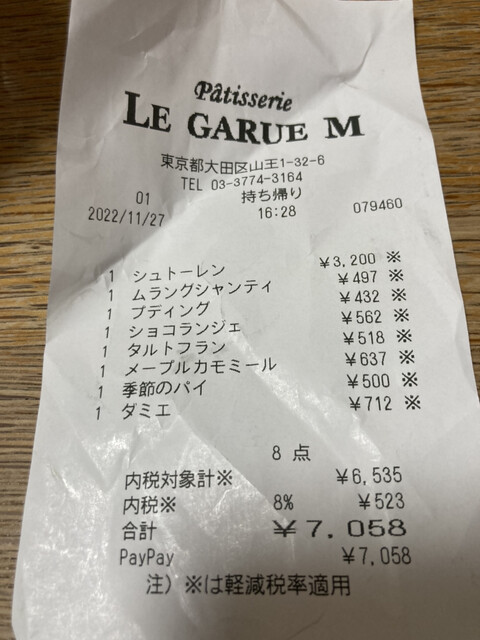 Pâtisserie
LE GARUE M
東京都大田区山王1-32-6
TEL 03-3774-3164
01 持ち帰り
2022/11/27 16:28 079460
1 シュトーレン ¥3,200 ※
1 ムラングシャンティ ¥497 ※
1 プディング ¥432 ※
1 ショコランジェ ¥562 ※
1 タルトフラン ¥518 ※
1 メープルカモミール ¥637 ※
1 季節のパイ ¥500 ※
1 ダミエ ¥712 ※
8 点
内税対象計※ ¥6,535
内税※ 8% ¥523
合計 ¥7,058
PayPay ¥7,058
注）※は軽減税率適用